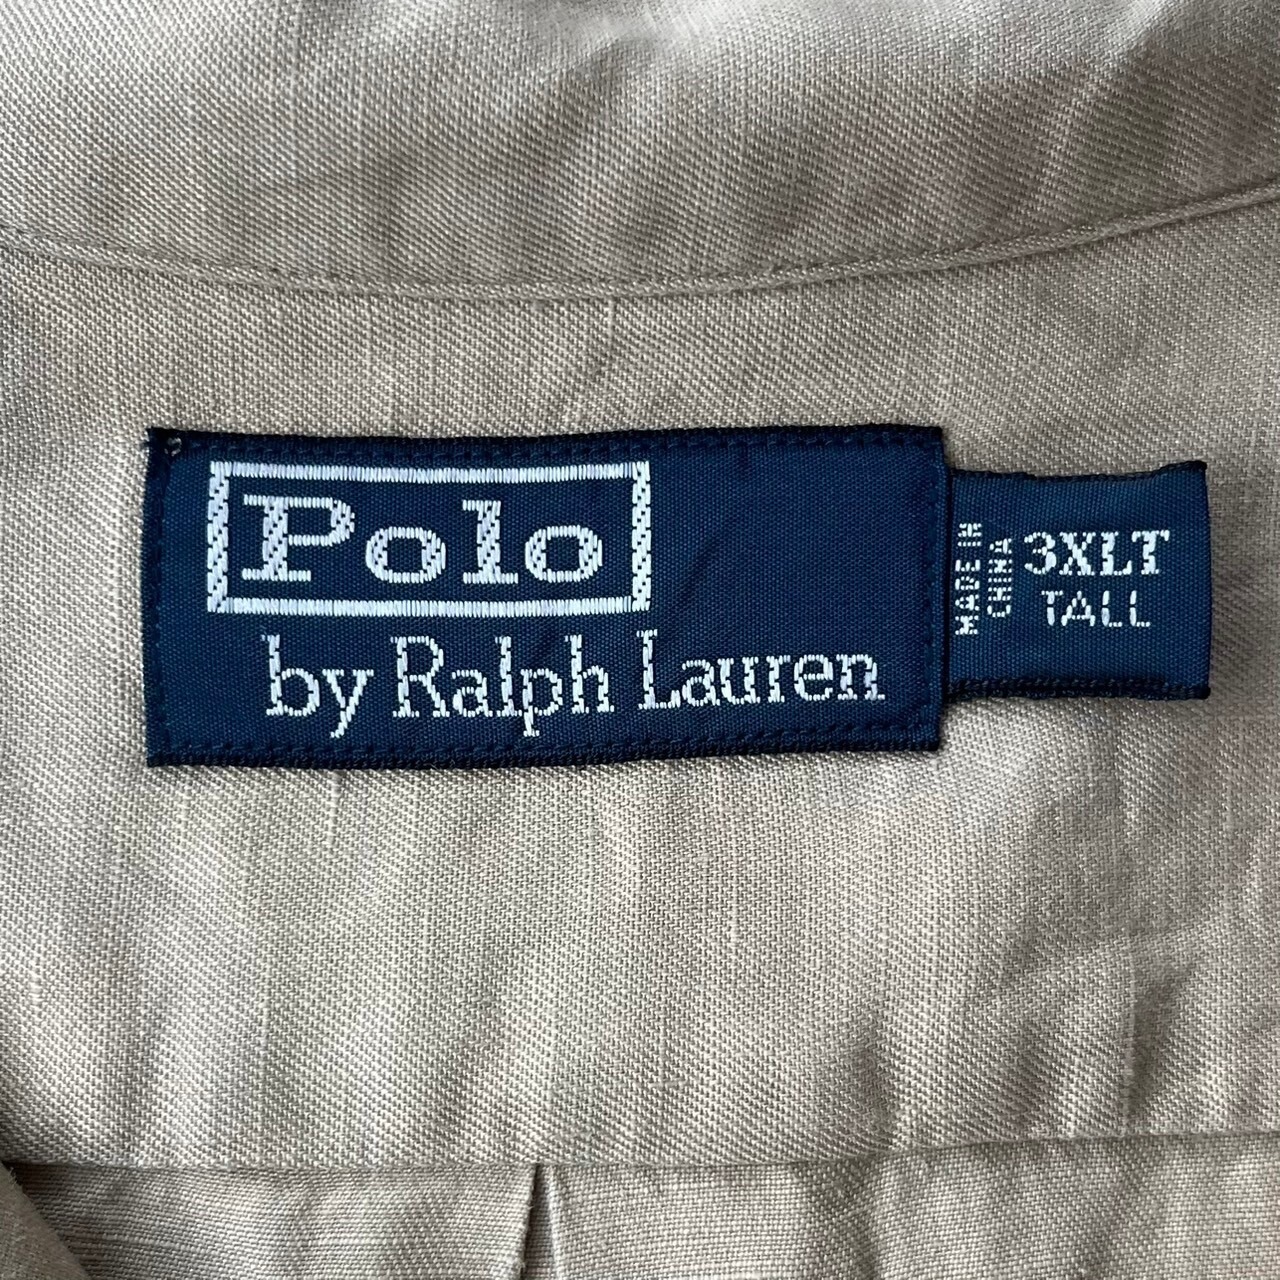 Polo
by Ralph Lauren
MADE IN
CHINA
3XLT
TALL